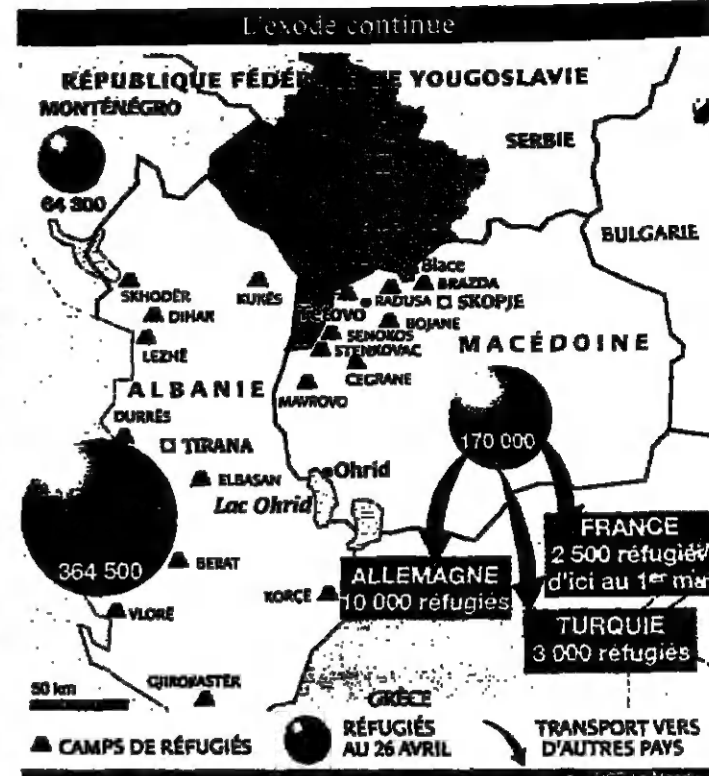 L'exode continue
RÉPUBLIQUE FÉDÉR DE YOUGOSLAVIE
MONTÉNÉGRO
SERBIE
64 300
BULGARIE
Blace
SKHODËR
KUKËS
BRAZDA
RADUSA
SKOPJE
DIHAR
Tetovo
BOJANE
SENOKOS
LEZHË
STENKOVAC
MACÉDOINE
CEGRANE
ALBANIE
MAVROVO
DURRËS
170 000
TIRANA
ELBASAN
Ohrid
Lac Ohrid
364 500
BERAT
FRANCE
2 500 réfugiés
d'ici au 1er mai
ALLEMAGNE
10 000 réfugiés
KORÇE
VLORË
TURQUIE
3 000 réfugiés
50 km
GJIROKASTËR
GRÈCE
CAMPS DE RÉFUGIÉS
RÉFUGIÉS
AU 26 AVRIL
TRANSPORT VERS
D'AUTRES PAYS